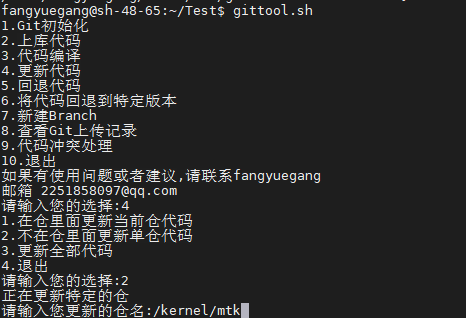 fangyuegang@sh-48-65:~/Test$ gittool.sh
1.Git初始化
2.上库代码
3.代码编译
4.更新代码
5.回退代码
6.将代码回退到特定版本
7.新建Branch
8.查看Git上传记录
9.代码冲突处理
10.退出
如果有使用问题或者建议,请联系fangyuegang
邮箱 2251858097@qq.com
请输入您的选择:4
1.在仓里面更新当前仓代码
2.不在仓里面更新单仓代码
3.更新全部代码
4.退出
请输入您的选择:2
正在更新特定的仓
请输入您更新的仓名:/kernel/mtk